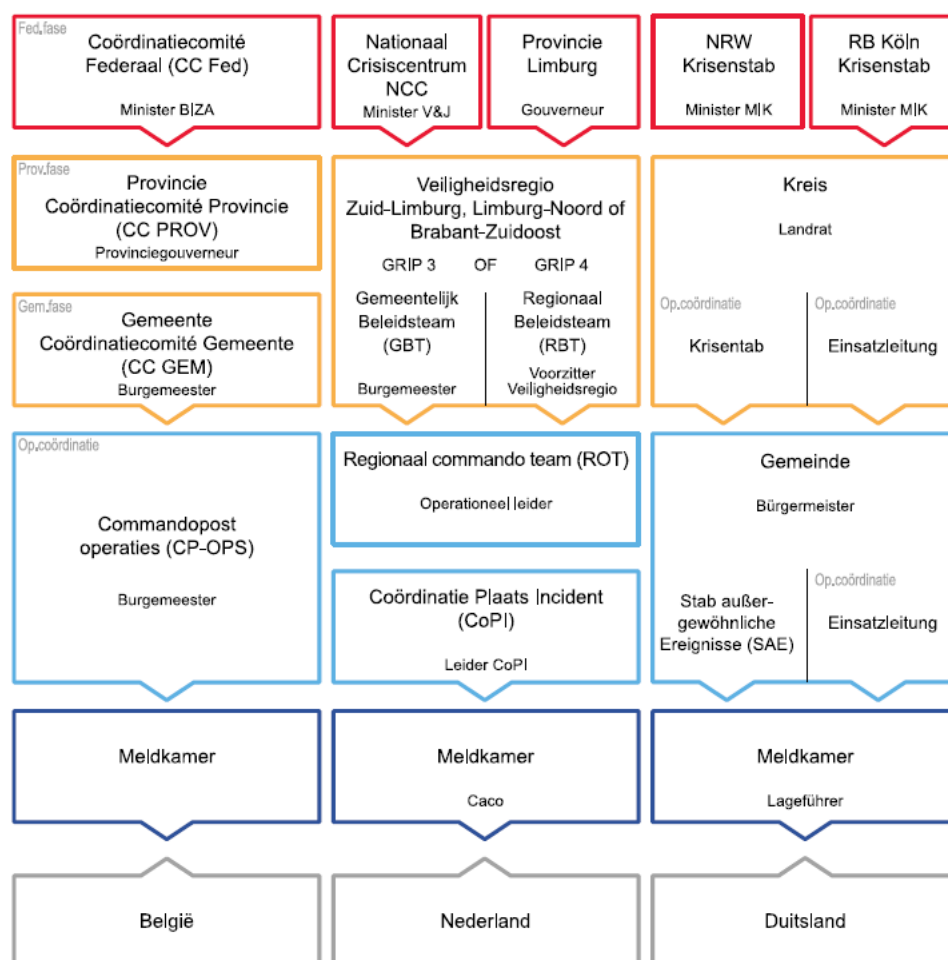 Fed.fase
Coördinatiecomité
Federaal (CC Fed)
Minister BIZA
Nationaal
Crisiscentrum
NCC
Minister V&J
Provincie
Limburg
Gouverneur
NRW
Krisenstab
Minister MIK
RB Köln
Krisenstab
Minister MIK
Prov.fase
Provincie
Coördinatiecomité Provincie
(CC PROV)
Provinciegouverneur
Gem.fase
Gemeente
Coördinatiecomité Gemeente
(CC GEM)
Burgemeester
Veiligheidsregio
Zuid-Limburg, Limburg-Noord of
Brabant-Zuidoost
GRIP 3 OF GRIP 4
Gemeentelijk
Beleidsteam
(GBT)
Burgemeester
Regionaal
Beleidsteam
(RBT)
Voorzitter
Veiligheidsregio
Kreis
Landrat
Op.coördinatie
Krisentab
Op.coördinatie
Einsatzleitung
Op.coördinatie
Commandopost
operaties (CP-OPS)
Burgemeester
Regionaal commando team (ROT)
Operationeel leider
Coördinatie Plaats Incident
(CoPI)
Leider CoPI
Gemeinde
Bürgermeister
Stab außer-
gewöhnliche
Ereignisse (SAE)
Op.coördinatie
Einsatzleitung
Meldkamer
Meldkamer
Caco
Meldkamer
Lageführer
België
Nederland
Duitsland